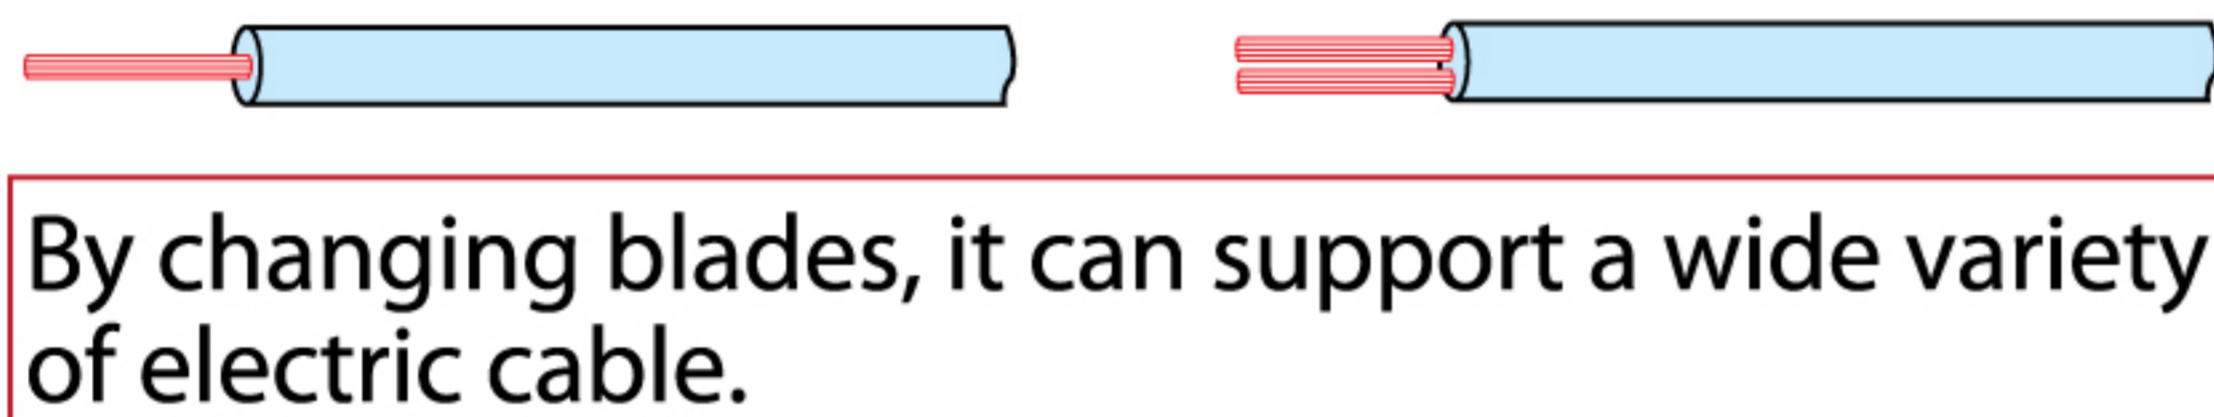 By changing blades, it can support a wide variety
of electric cable.